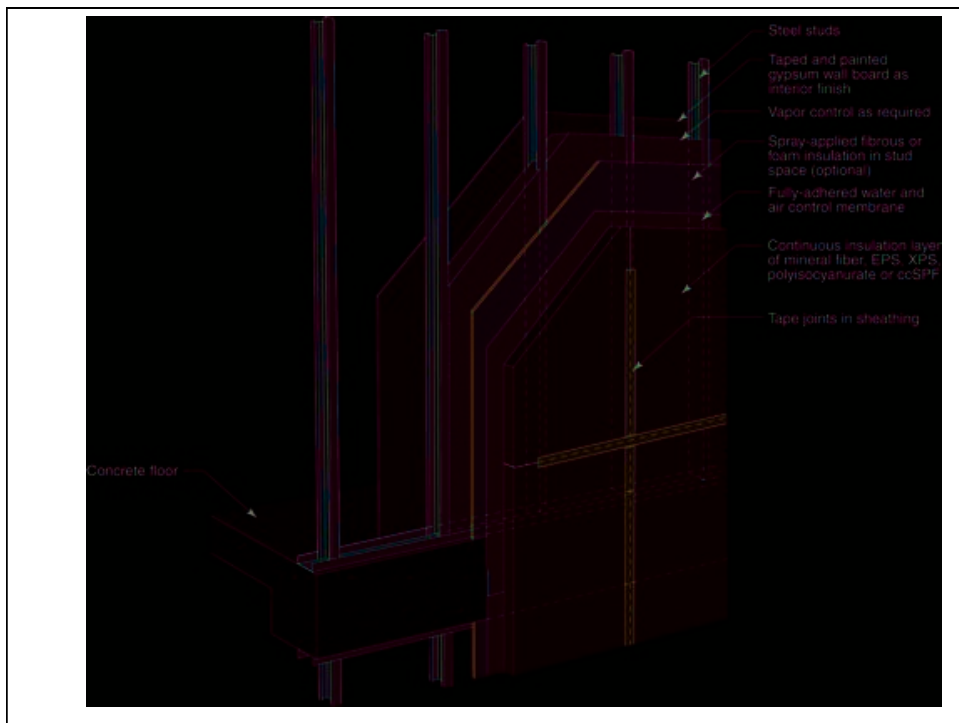 Steel studs
Taped and painted
gypsum wall board as
interior finish
Vapor control as required
Spray-applied fibrous or
foam insulation in stud
space (optional)
Fully-adhered water and
air control membrane
Continuous insulation layer
of mineral fiber, EPS, XPS,
polyisocyanurate or ccSPF
Tape joints in sheathing
Concrete floor